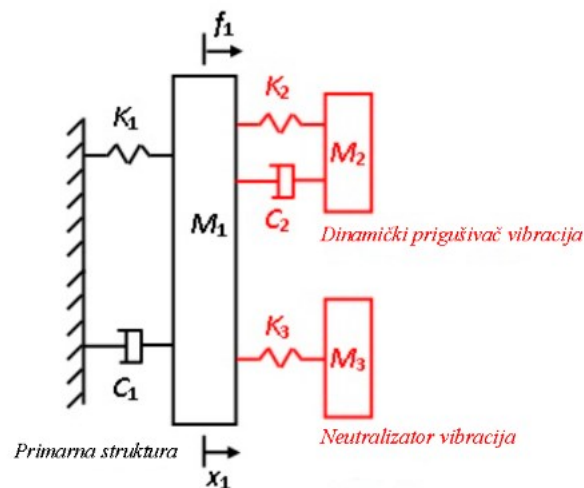 f₁
K₁
K₂
M₂
M₁
C₂
Dinamički prigušivač vibracija
K₃
M₃
C₁
Neutralizator vibracija
Primarna struktura
x₁